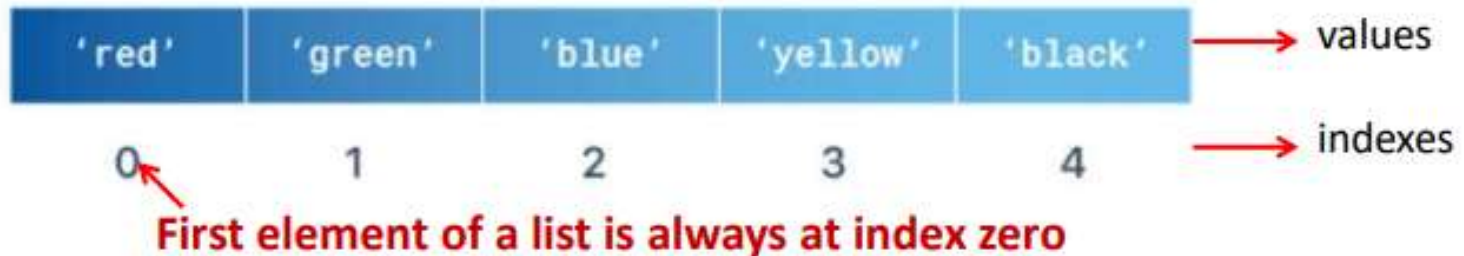 ‘red’ ‘green’ ‘blue’ ‘yellow’ ‘black’ values
0 1 2 3 4 indexes
First element of a list is always at index zero